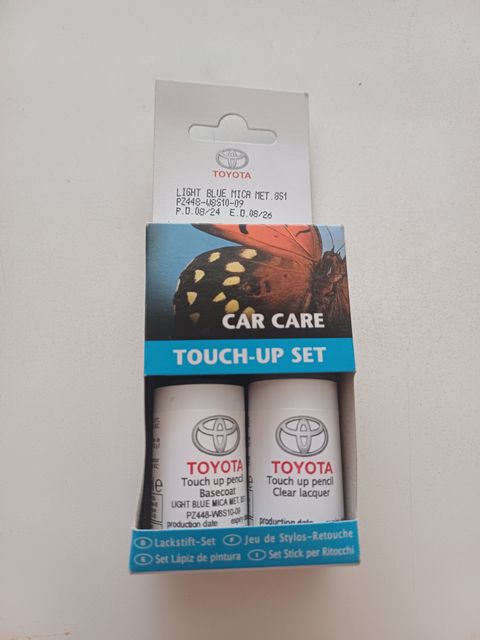 TOYOTA
LIGHT BLUE MICA MET.8S1
PZ448-W8S10-09
P.D.08/24 E.D.08/26
CAR CARE
TOUCH-UP SET
TOYOTA
Touch up pencil
Basecoat
LIGHT BLUE MICA MET 8S1
PZ448-W8S10-09
production date expiry
TOYOTA
Touch up pencil
Clear lacquer
production date
D Lackstift-Set F Jeu de Stylos-Retouche
E Set Lápiz de pintura I Set Stick per Ritocchi